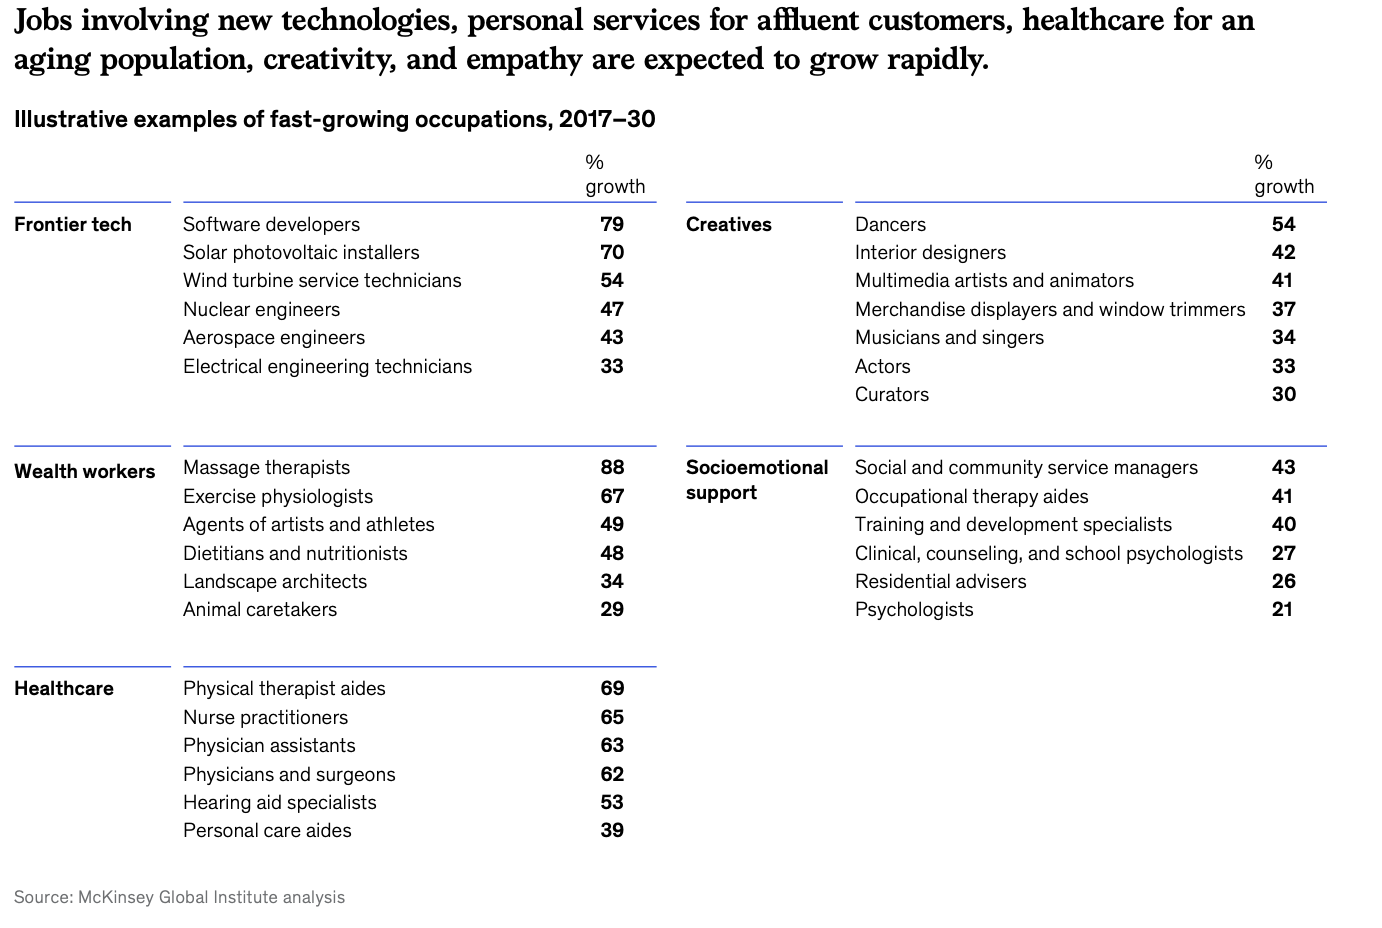 Jobs involving new technologies, personal services for affluent customers, healthcare for an
aging population, creativity, and empathy are expected to grow rapidly.
Illustrative examples of fast-growing occupations, 2017–30
%
growth
Frontier tech
Software developers 79
Solar photovoltaic installers 70
Wind turbine service technicians 54
Nuclear engineers 47
Aerospace engineers 43
Electrical engineering technicians 33
Wealth workers
Massage therapists 88
Exercise physiologists 67
Agents of artists and athletes 49
Dietitians and nutritionists 48
Landscape architects 34
Animal caretakers 29
Healthcare
Physical therapist aides 69
Nurse practitioners 65
Physician assistants 63
Physicians and surgeons 62
Hearing aid specialists 53
Personal care aides 39
%
growth
Creatives
Dancers 54
Interior designers 42
Multimedia artists and animators 41
Merchandise displayers and window trimmers 37
Musicians and singers 34
Actors 33
Curators 30
Socioemotional
support
Social and community service managers 43
Occupational therapy aides 41
Training and development specialists 40
Clinical, counseling, and school psychologists 27
Residential advisers 26
Psychologists 21
Source: McKinsey Global Institute analysis